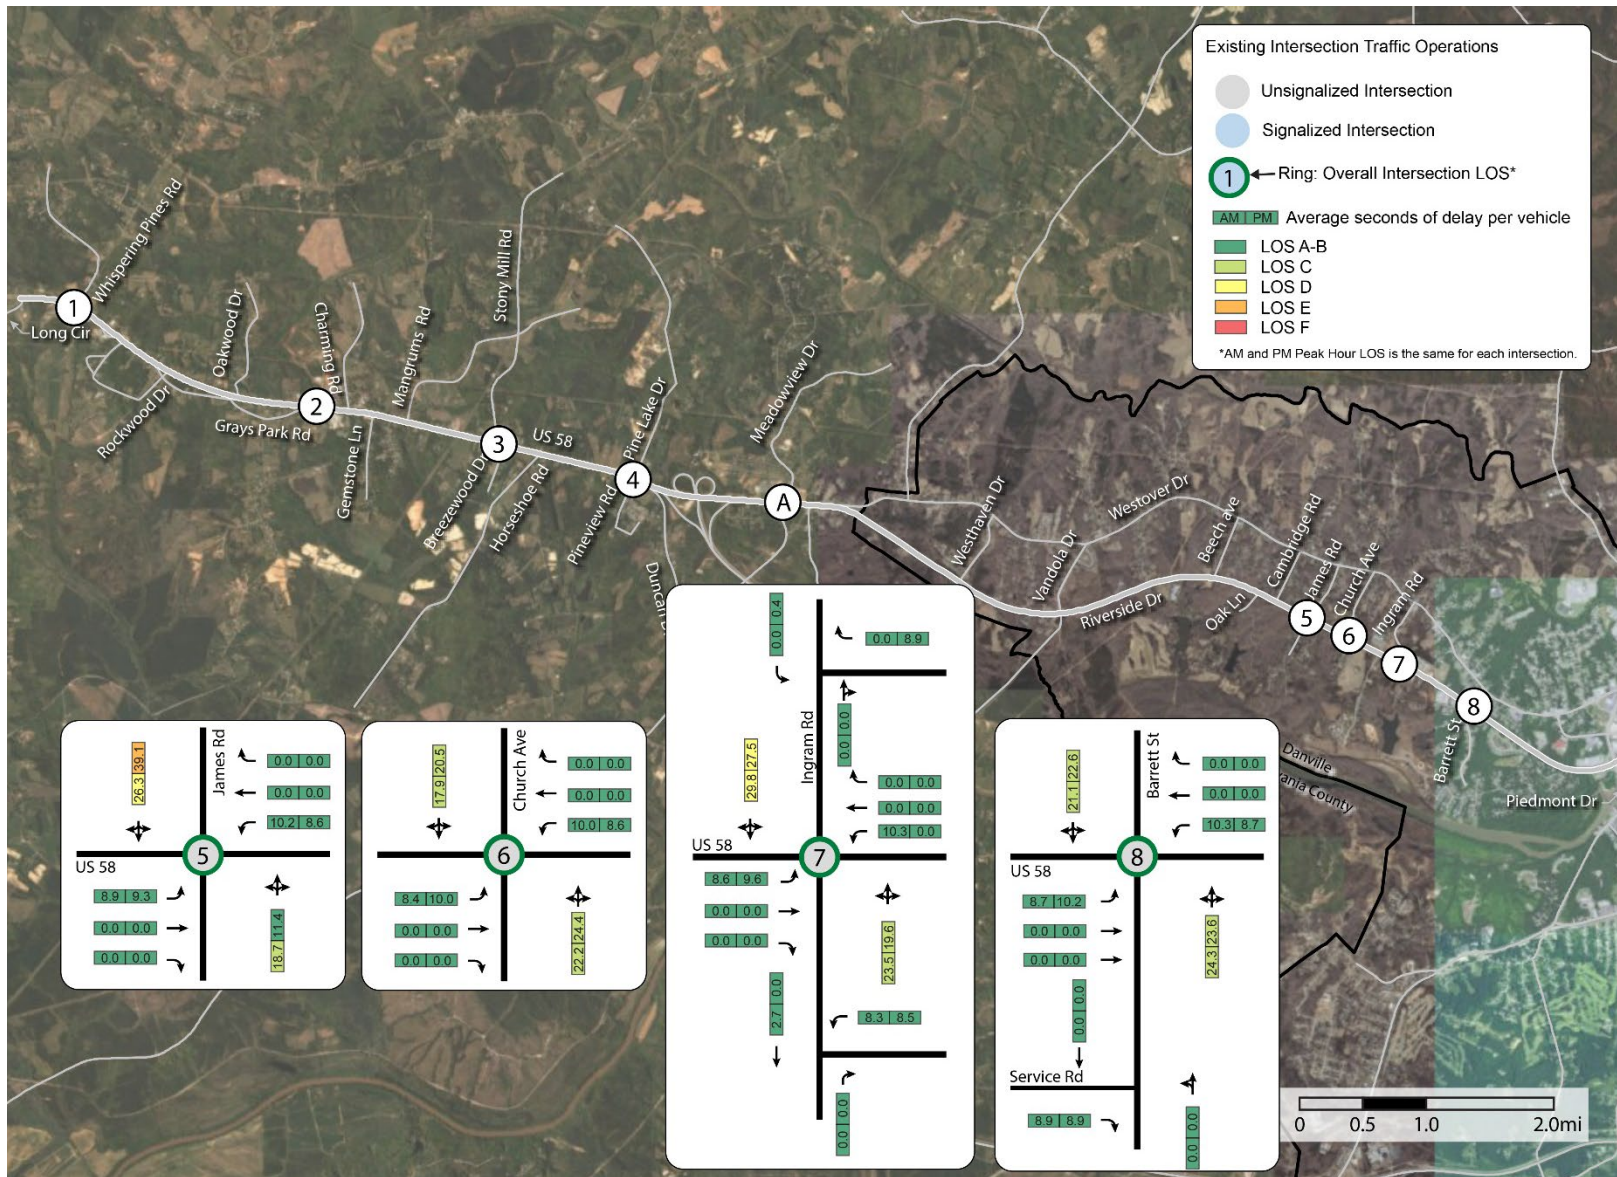 Existing Intersection Traffic Operations
Unsignalized Intersection
Signalized Intersection
1
Ring: Overall Intersection LOS*
AM PM Average seconds of delay per vehicle
LOS A-B
LOS C
LOS D
LOS E
LOS F
*AM and PM Peak Hour LOS is the same for each intersection.
1
Whispering Pines Rd
Long Cir
Rockwood Dr
Oakwood Dr
Charming Rd
2
Grays Park Rd
Gemstone Ln
Mangrums Rd
Stony Mill Rd
3
US 58
Breezewood Dr
Horseshoe Rd
Pine Lake Dr
4
Pineview Rd
Meadowview Dr
A
Duncan
Westhaven Dr
Vandola Dr
Westover Dr
Riverside Dr
Beech ave
Oak Ln
Cambridge Rd
James Rd
Church Ave
Ingram Rd
5
6
7
8
Barrett St
Piedmont Dr
Danville
vania County
James Rd
26.3 39.1
0.0 0.0
0.0 0.0
10.2 8.6
5
US 58
8.9 9.3
0.0 0.0
0.0 0.0
18.7 11.4
Church Ave
17.9 20.5
0.0 0.0
0.0 0.0
10.0 8.6
6
8.4 10.0
0.0 0.0
0.0 0.0
22.2 24.4
0.0 0.4
0.0 8.9
Ingram Rd
0.0 0.0
29.8 27.5
0.0 0.0
0.0 0.0
10.3 0.0
US 58
7
8.6 9.6
0.0 0.0
0.0 0.0
23.5 19.6
2.7 0.0
8.3 8.5
0.0 0.0
Barrett St
21.1 22.6
0.0 0.0
0.0 0.0
10.3 8.7
8
US 58
8.7 10.2
0.0 0.0
0.0 0.0
24.3 23.6
0.0 0.0
Service Rd
8.9 8.9
0.0 0.0
0 0.5 1.0 2.0mi